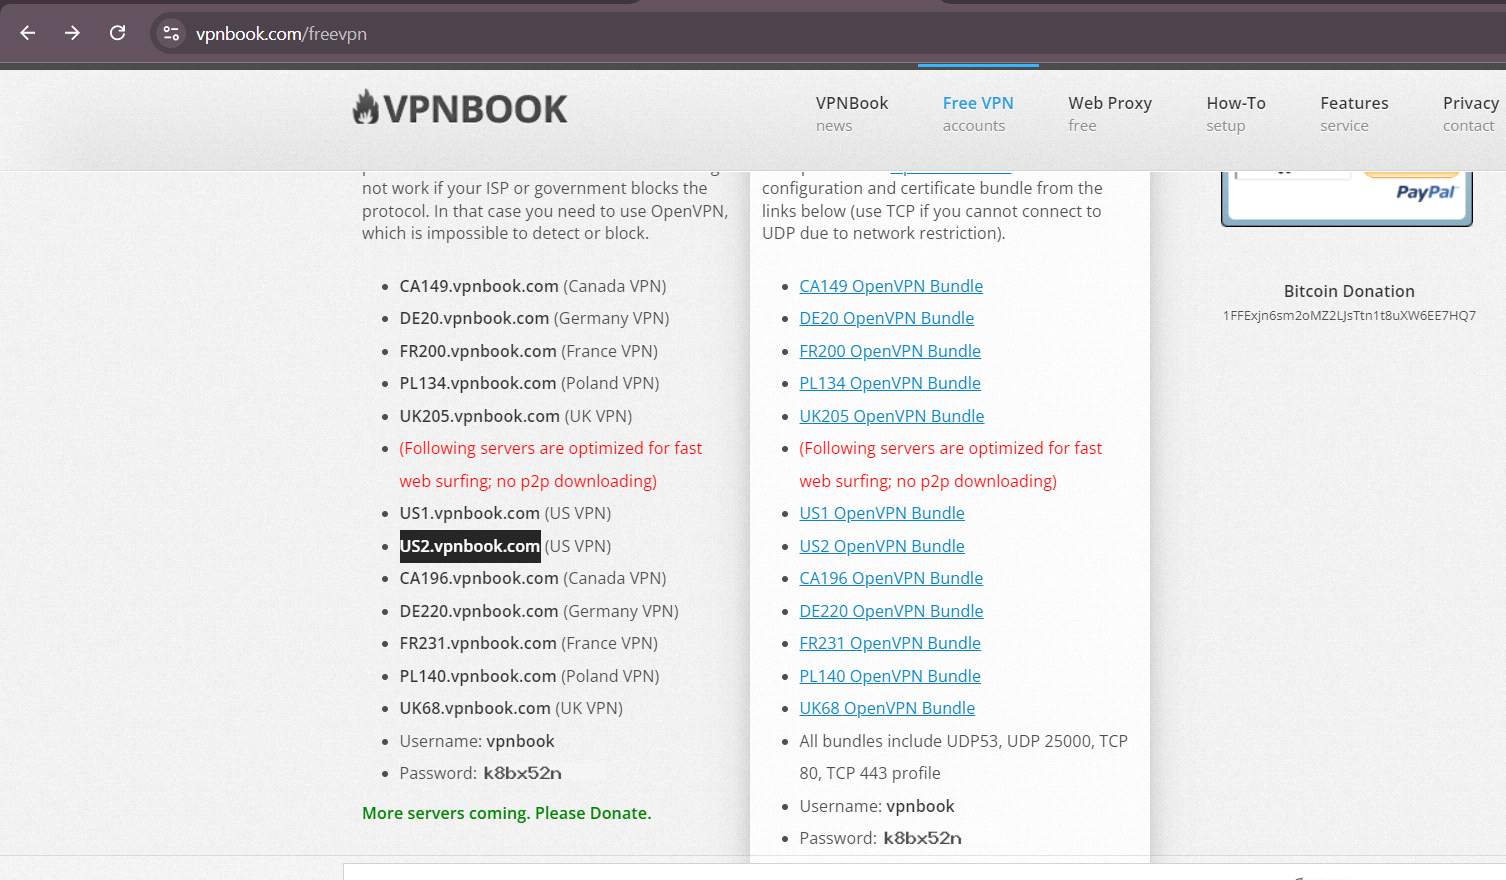 vpnbook.com/freevpn
VPNBOOK
VPNBook
news
Free VPN
accounts
Web Proxy
free
How-To
setup
Features
service
Privacy
contact
not work if your ISP or government blocks the
protocol. In that case you need to use OpenVPN,
which is impossible to detect or block.
CA149.vpnbook.com (Canada VPN)
DE20.vpnbook.com (Germany VPN)
FR200.vpnbook.com (France VPN)
PL134.vpnbook.com (Poland VPN)
UK205.vpnbook.com (UK VPN)
(Following servers are optimized for fast
web surfing; no p2p downloading)
US1.vpnbook.com (US VPN)
US2.vpnbook.com (US VPN)
CA196.vpnbook.com (Canada VPN)
DE220.vpnbook.com (Germany VPN)
FR231.vpnbook.com (France VPN)
PL140.vpnbook.com (Poland VPN)
UK68.vpnbook.com (UK VPN)
Username: vpnbook
Password: k8bx52n
More servers coming. Please Donate.
configuration and certificate bundle from the
links below (use TCP if you cannot connect to
UDP due to network restriction).
CA149 OpenVPN Bundle
DE20 OpenVPN Bundle
FR200 OpenVPN Bundle
PL134 OpenVPN Bundle
UK205 OpenVPN Bundle
(Following servers are optimized for fast
web surfing; no p2p downloading)
US1 OpenVPN Bundle
US2 OpenVPN Bundle
CA196 OpenVPN Bundle
DE220 OpenVPN Bundle
FR231 OpenVPN Bundle
PL140 OpenVPN Bundle
UK68 OpenVPN Bundle
All bundles include UDP53, UDP 25000, TCP
80, TCP 443 profile
Username: vpnbook
Password: k8bx52n
PayPal
Bitcoin Donation
1FFExjn6sm2oMZ2LJsTtn1t8uXW6EE7HQ7